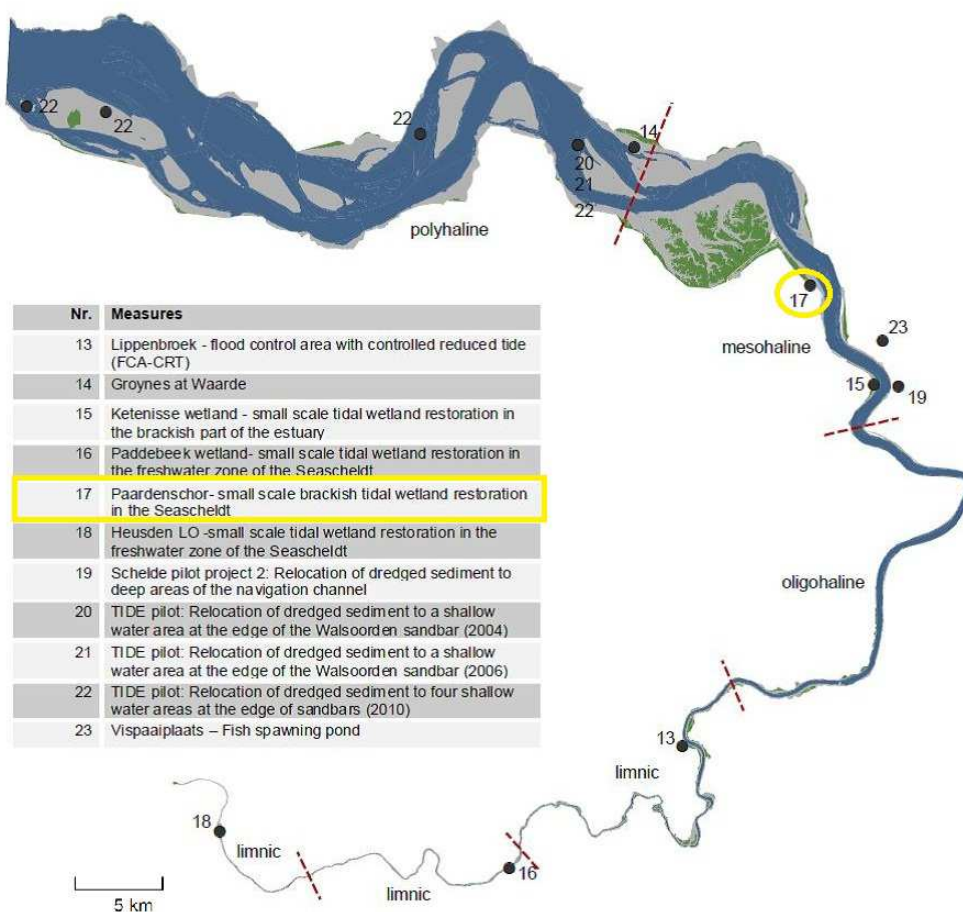 22
22
22
14
20
21
22
polyhaline
17
mesohaline
23
15
19
Nr. Measures
13 Lippenbroek - flood control area with controlled reduced tide
(FCA-CRT)
14 Groynes at Waarde
15 Ketenisse wetland - small scale tidal wetland restoration in
the brackish part of the estuary
16 Paddebeek wetland- small scale tidal wetland restoration in
the freshwater zone of the Seascheldt
17 Paardenschor- small scale brackish tidal wetland restoration
in the Seascheldt
18 Heusden LO -small scale tidal wetland restoration in the
freshwater zone of the Seascheldt
19 Schelde pilot project 2: Relocation of dredged sediment to
deep areas of the navigation channel
20 TIDE pilot: Relocation of dredged sediment to a shallow
water area at the edge of the Walsoorden sandbar (2004)
21 TIDE pilot: Relocation of dredged sediment to a shallow
water area at the edge of the Walsoorden sandbar (2006)
22 TIDE pilot: Relocation of dredged sediment to four shallow
water areas at the edge of sandbars (2010)
23 Vispaaiplaats – Fish spawning pond
oligohaline
13
limnic
18
limnic
16
limnic
5 km